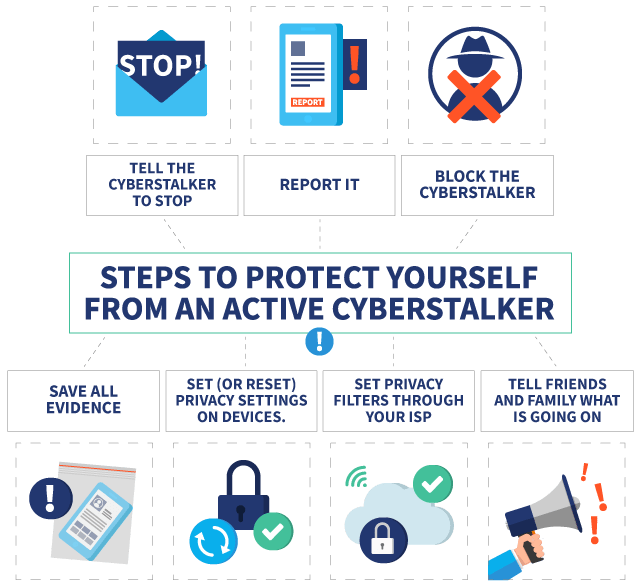 STOP!
REPORT
TELL THE
CYBERSTALKER
TO STOP
REPORT IT
BLOCK THE
CYBERSTALKER
STEPS TO PROTECT YOURSELF
FROM AN ACTIVE CYBERSTALKER
SAVE ALL
EVIDENCE
SET (OR RESET)
PRIVACY SETTINGS
ON DEVICES.
SET PRIVACY
FILTERS THROUGH
YOUR ISP
TELL FRIENDS
AND FAMILY WHAT
IS GOING ON